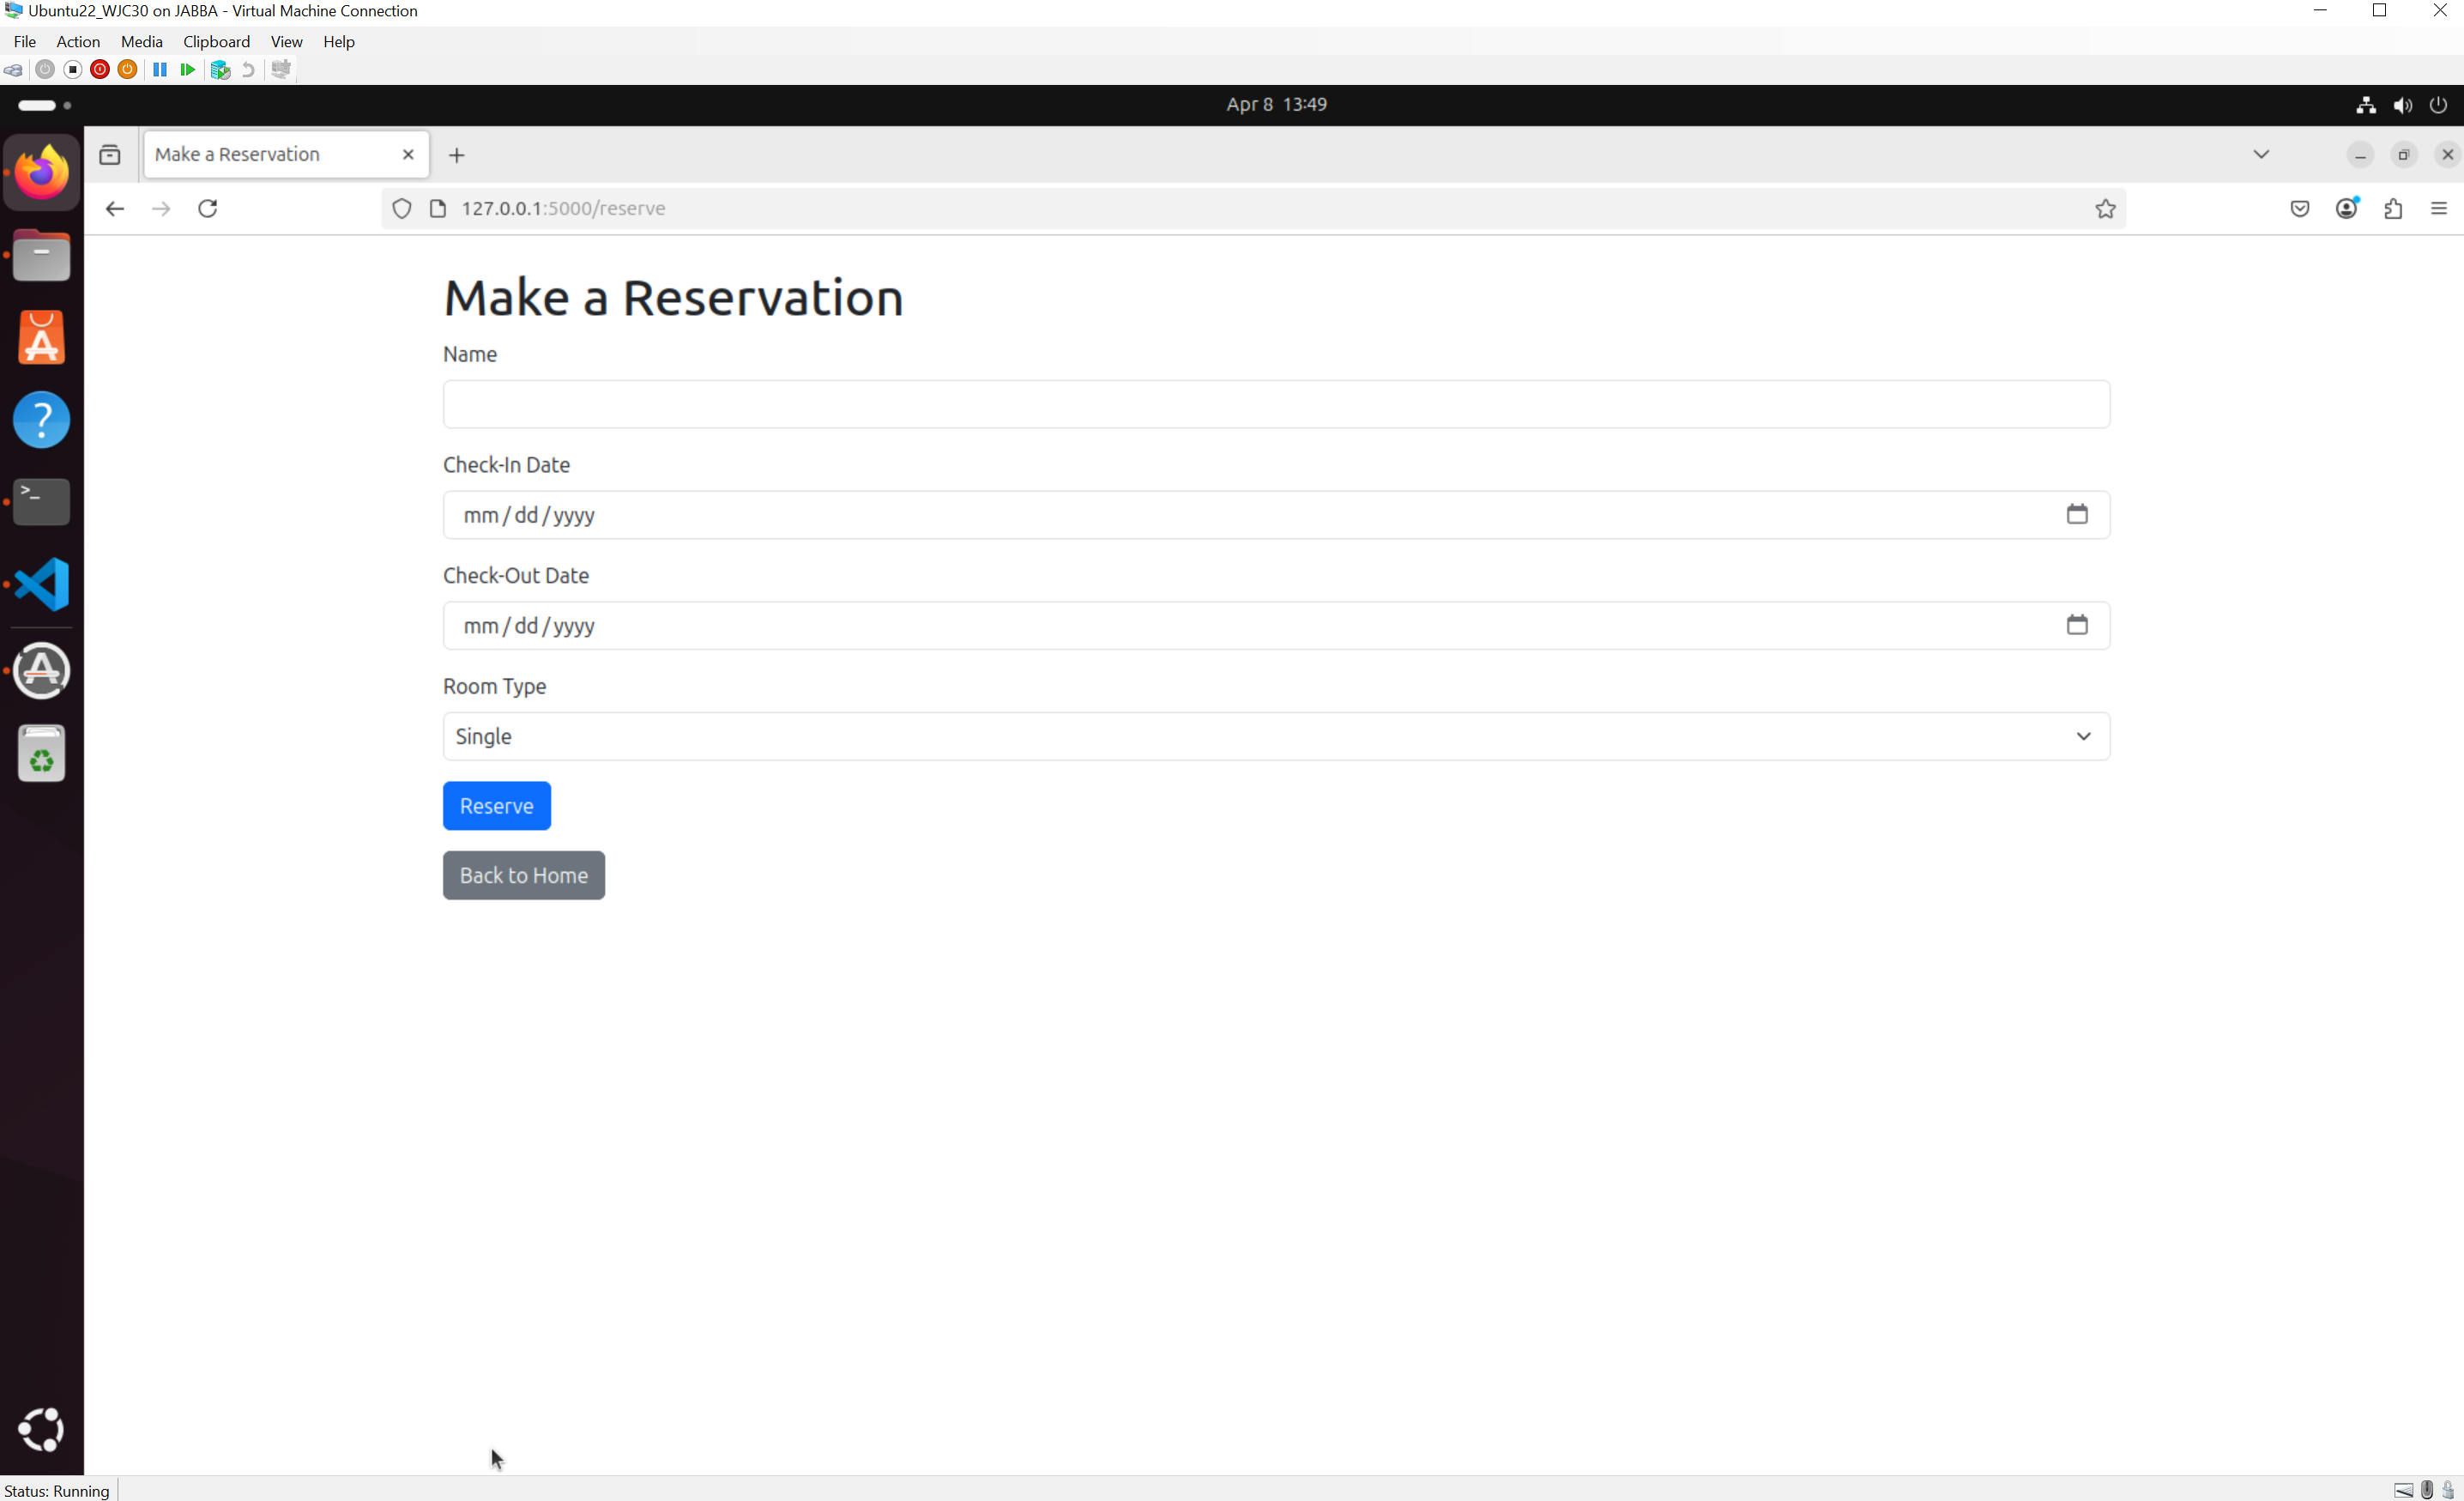 Ubuntu22_WJC30 on JABBA - Virtual Machine Connection
File Action Media Clipboard View Help
Apr 8 13:49
Make a Reservation
127.0.0.1:5000/reserve
Make a Reservation
Name
Check-In Date
mm / dd / yyyy
Check-Out Date
mm / dd / yyyy
Room Type
Single
Reserve
Back to Home
Status: Running